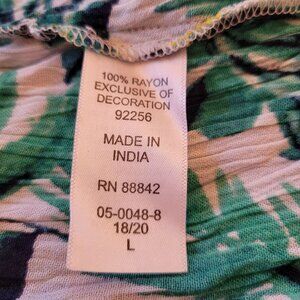 100% RAYON
EXCLUSIVE OF
DECORATION
92256
MADE IN
INDIA
RN 88842
05-0048-8
18/20
L